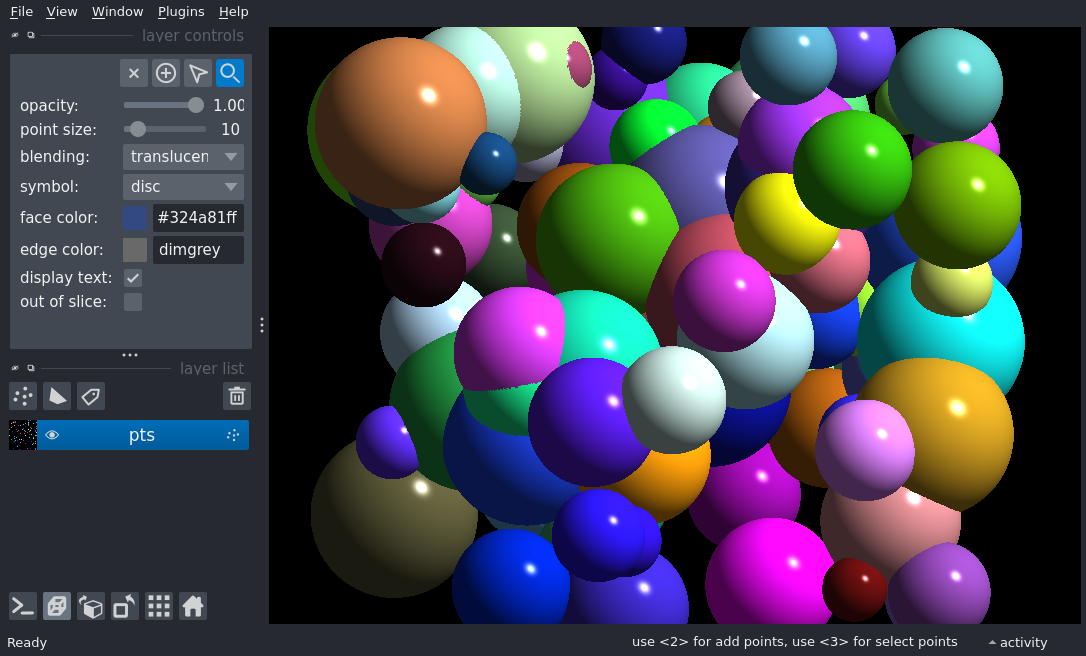 File View Window Plugins Help
layer controls
opacity: 1.00
point size: 10
blending: translucen
symbol: disc
face color: #324a81ff
edge color: dimgrey
display text:
out of slice:
layer list
pts
Ready use <2> for add points, use <3> for select points activity